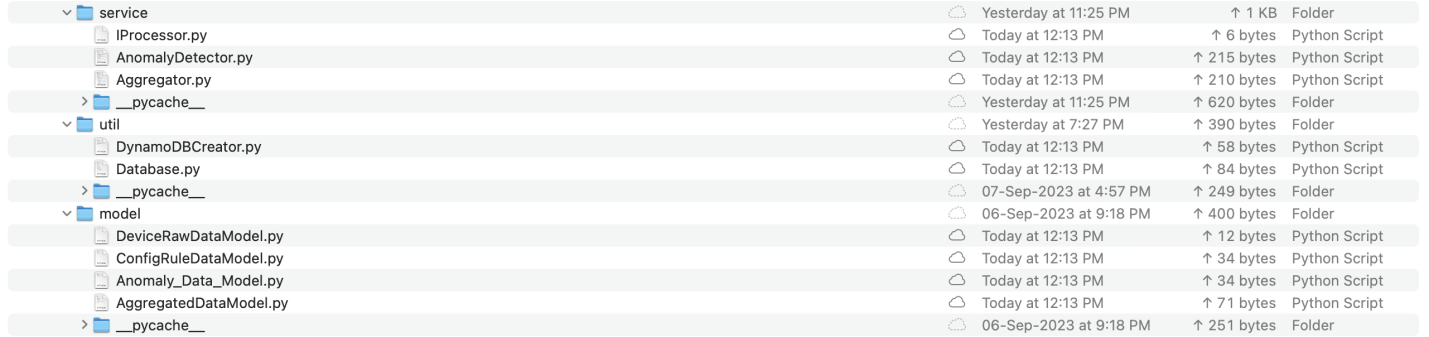 service Yesterday at 11:25 PM ↑ 1 KB Folder
IProcessor.py Today at 12:13 PM ↑ 6 bytes Python Script
AnomalyDetector.py Today at 12:13 PM ↑ 215 bytes Python Script
Aggregator.py Today at 12:13 PM ↑ 210 bytes Python Script
__pycache__ Yesterday at 11:25 PM ↑ 620 bytes Folder
util Yesterday at 7:27 PM ↑ 390 bytes Folder
DynamoDBCreator.py Today at 12:13 PM ↑ 58 bytes Python Script
Database.py Today at 12:13 PM ↑ 84 bytes Python Script
__pycache__ 07-Sep-2023 at 4:57 PM ↑ 249 bytes Folder
model 06-Sep-2023 at 9:18 PM ↑ 400 bytes Folder
DeviceRawDataModel.py Today at 12:13 PM ↑ 12 bytes Python Script
ConfigRuleDataModel.py Today at 12:13 PM ↑ 34 bytes Python Script
Anomaly_Data_Model.py Today at 12:13 PM ↑ 34 bytes Python Script
AggregatedDataModel.py Today at 12:13 PM ↑ 71 bytes Python Script
__pycache__ 06-Sep-2023 at 9:18 PM ↑ 251 bytes Folder